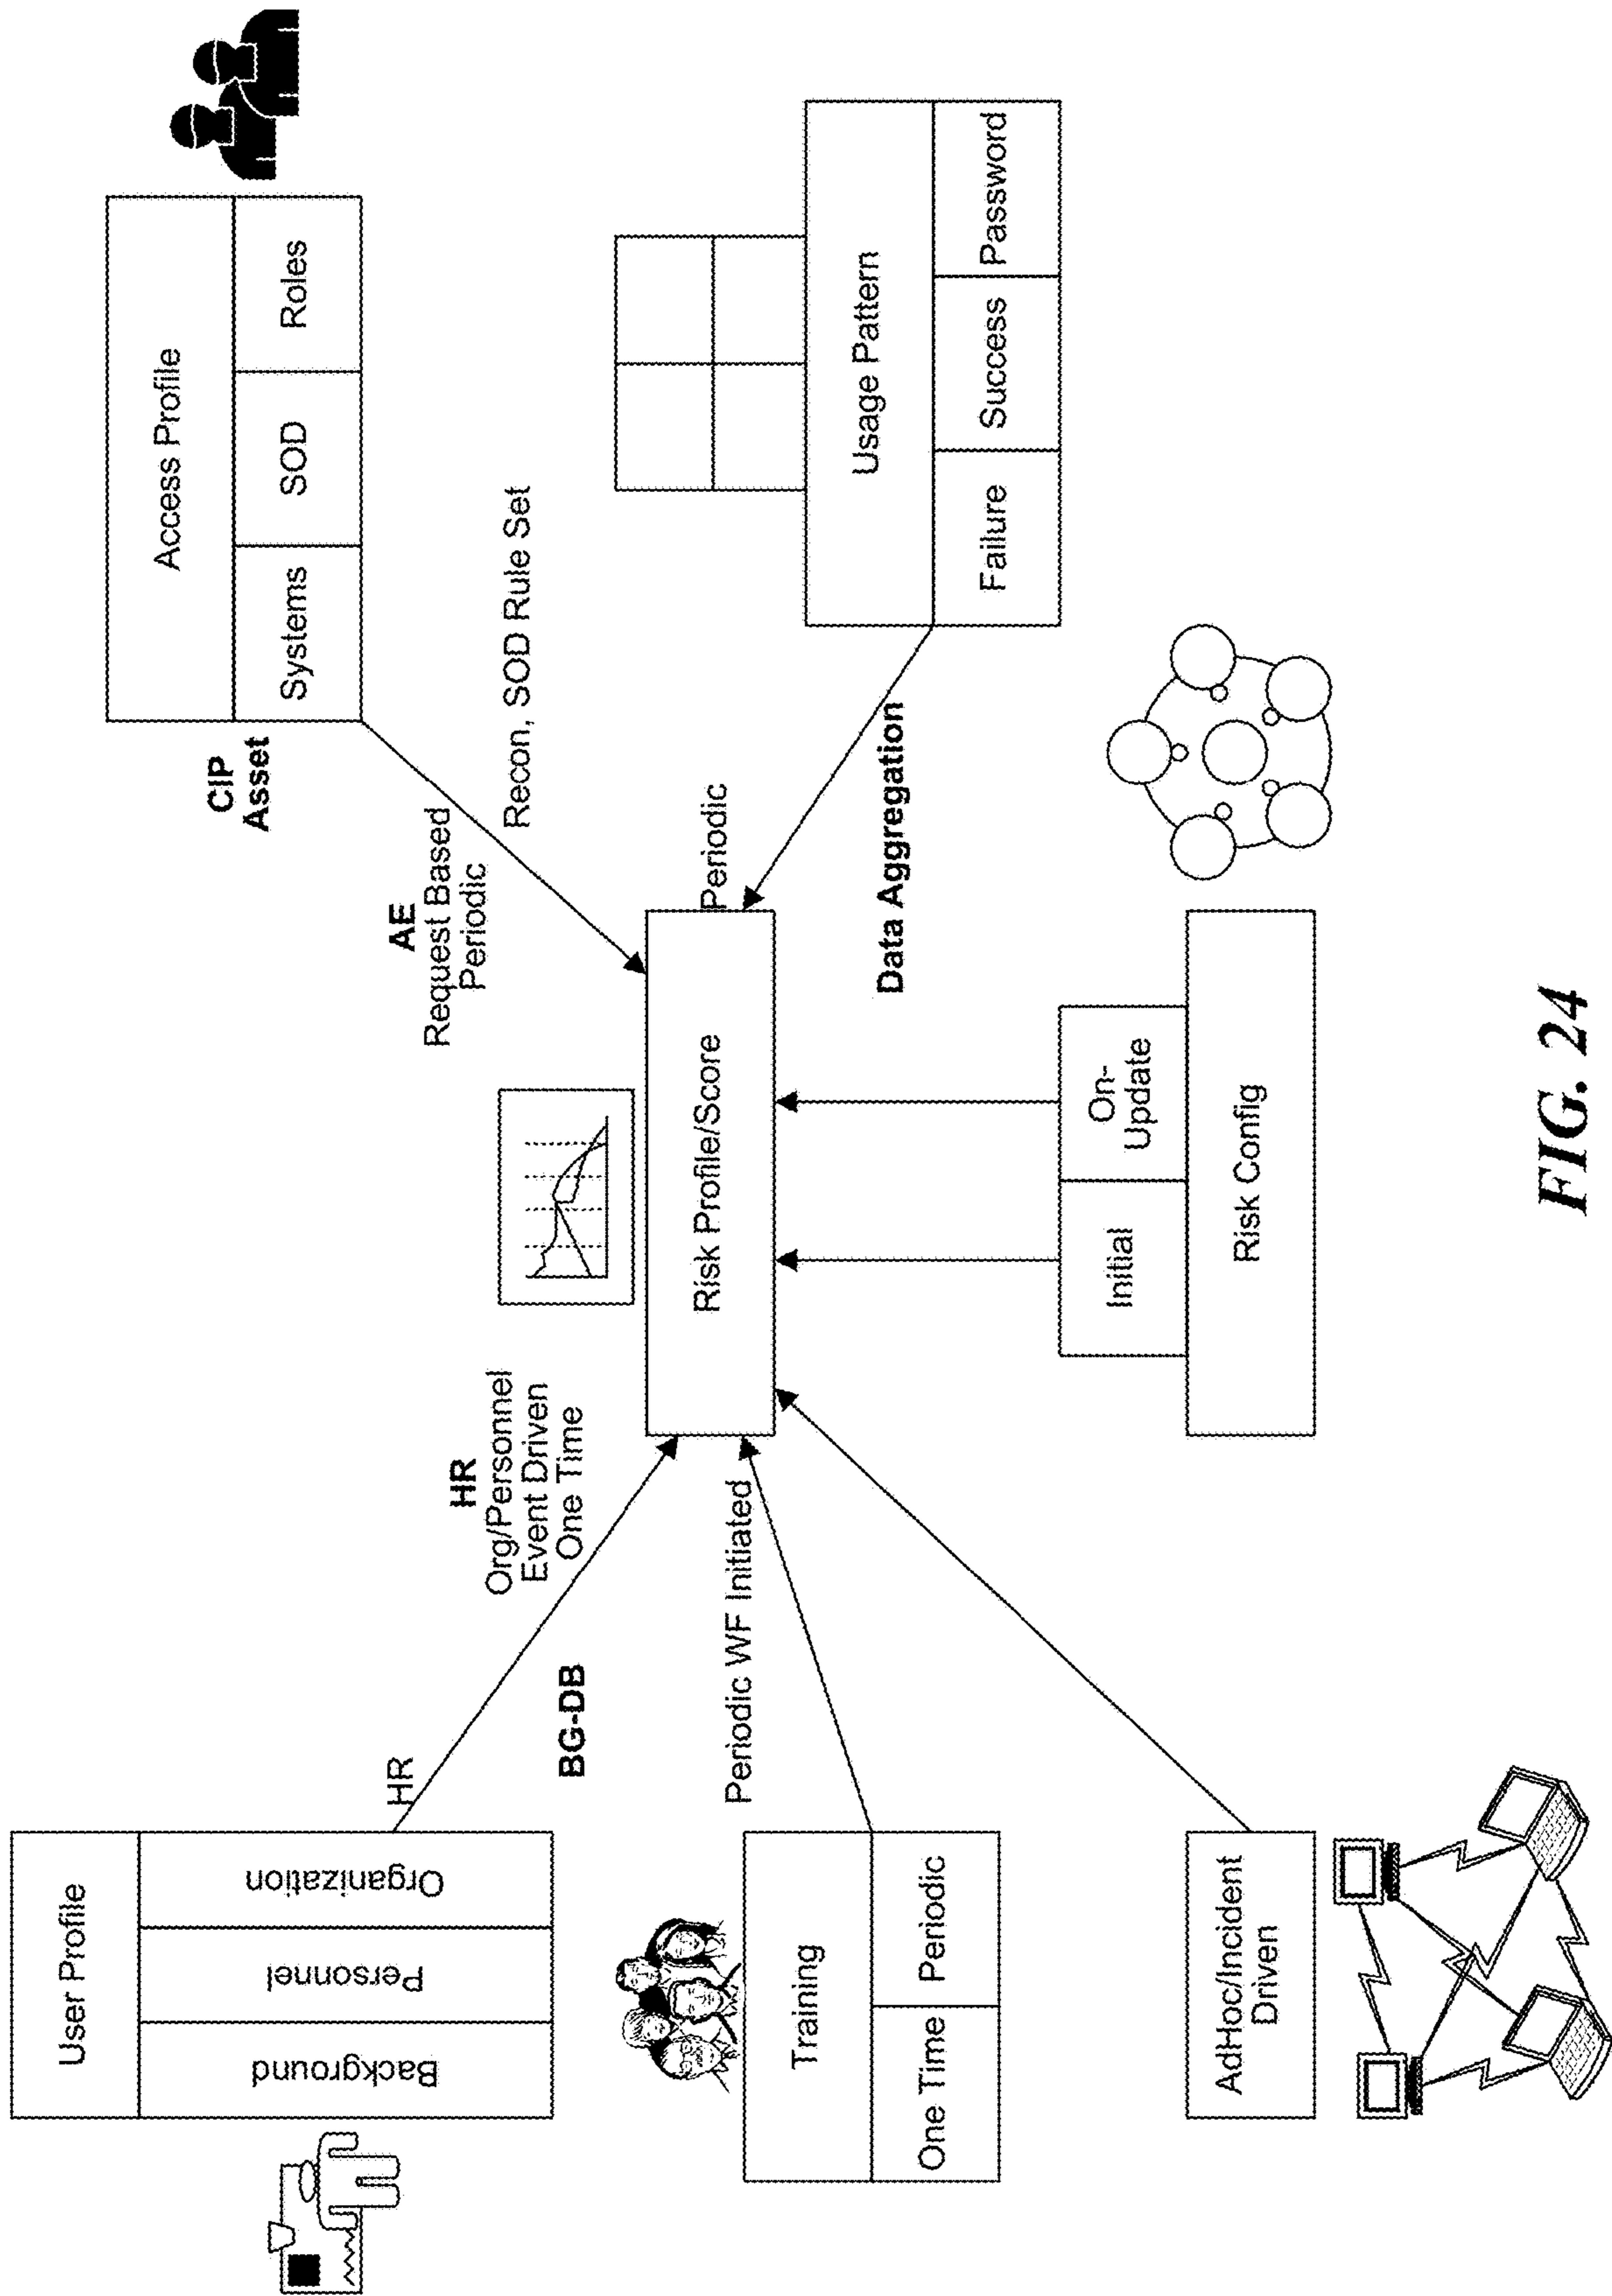 User Profile
Background
Personnel
Organization
HR
HR
Org/Personnel
Event Driven
One Time
BG-DB
Access Profile
Systems
SOD
Roles
CIP
Asset
AE
Request Based
Periodic
Recon, SOD Rule Set
Training
One Time
Periodic
Periodic WF Initiated
Risk Profile/Score
Periodic
Data Aggregation
Usage Pattern
Failure
Success
Password
AdHoc/Incident
Driven
Initial
On-
Update
Risk Config
FIG. 24